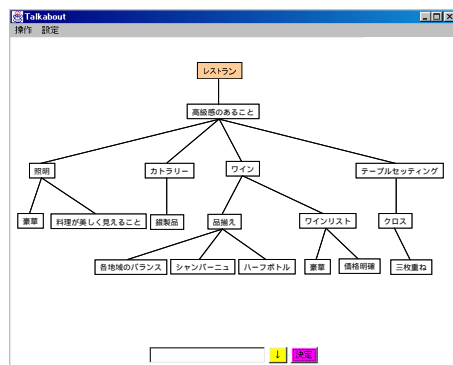 Talkabout
操作 設定
レストラン
高級感のあること
照明 カトラリー ワイン テーブルセッティング
豪華 料理が美しく見えること 銀製品 品揃え ワインリスト クロス
各地域のバランス シャンパーニュ ハーフボトル 豪華 価格明確 三枚重ね
↓ 決定